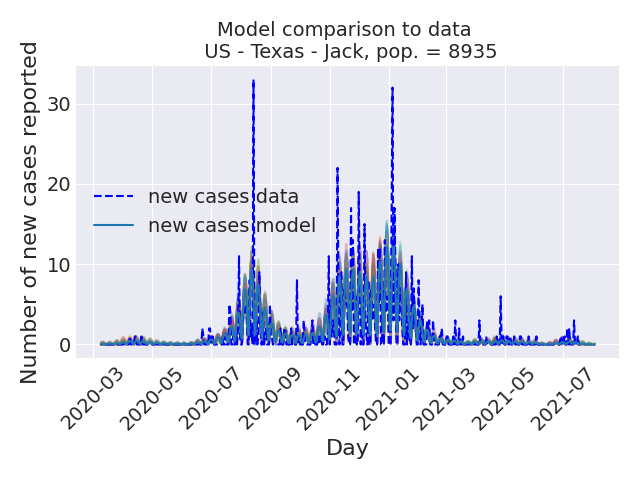 Model comparison to data
US - Texas - Jack, pop. = 8935
Number of new cases reported
30
20
10
0
new cases data
new cases model
2020-03
2020-05
2020-07
2020-09
2020-11
2021-01
2021-03
2021-05
2021-07
Day